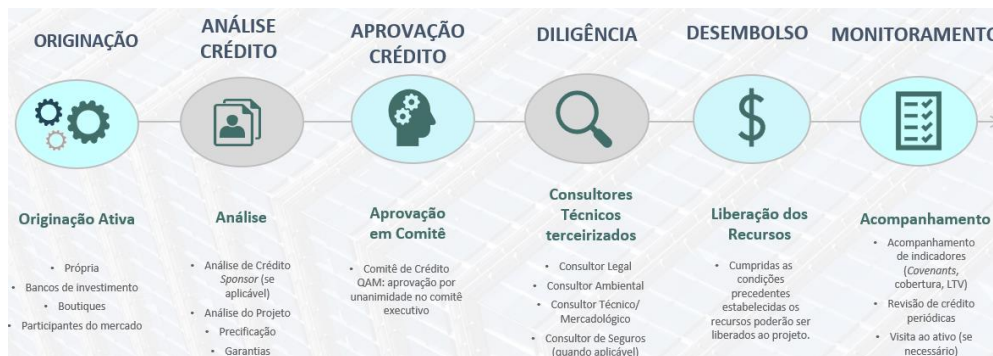 ORIGINAÇÃO
ANÁLISE
CRÉDITO
APROVAÇÃO
CRÉDITO
DILIGÊNCIA
DESEMBOLSO
MONITORAMENTO
$
Originação Ativa
• Própria
• Bancos de investimento
• Boutiques
• Participantes do mercado
Análise
• Análise de Crédito
Sponsor (se
aplicável)
• Análise do Projeto
• Precificação
• Garantias
Aprovação
em Comitê
• Comitê de Crédito
QAM: aprovação por
unanimidade no comitê
executivo
Consultores
Técnicos
terceirizados
• Consultor Legal
• Consultor Ambiental
• Consultor Técnico/
Mercadológico
• Consultor de Seguros
(quando aplicável)
Liberação dos
Recursos
• Cumpridas as
condições
precedentes
estabelecidas os
recursos poderão ser
liberados ao projeto.
Acompanhamento
• Acompanhamento
de indicadores
(Covenants,
cobertura, LTV)
• Revisão de crédito
periódicas
• Visita ao ativo (se
necessário)